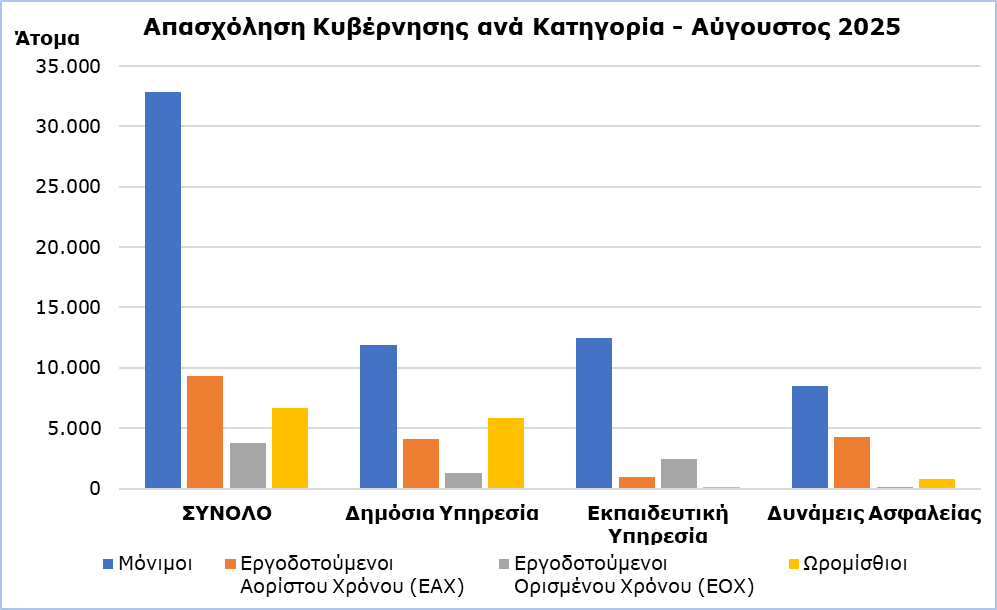 Απασχόληση Κυβέρνησης ανά Κατηγορία - Αύγουστος 2025
Άτομα
35.000
30.000
25.000
20.000
15.000
10.000
5.000
0
ΣΥΝΟΛΟ
Δημόσια Υπηρεσία
Εκπαιδευτική
Υπηρεσία
Δυνάμεις Ασφαλείας
Μόνιμοι
Εργοδοτούμενοι
Αορίστου Χρόνου (ΕΑΧ)
Εργοδοτούμενοι
Ορισμένου Χρόνου (ΕΟΧ)
Ωρομίσθιοι